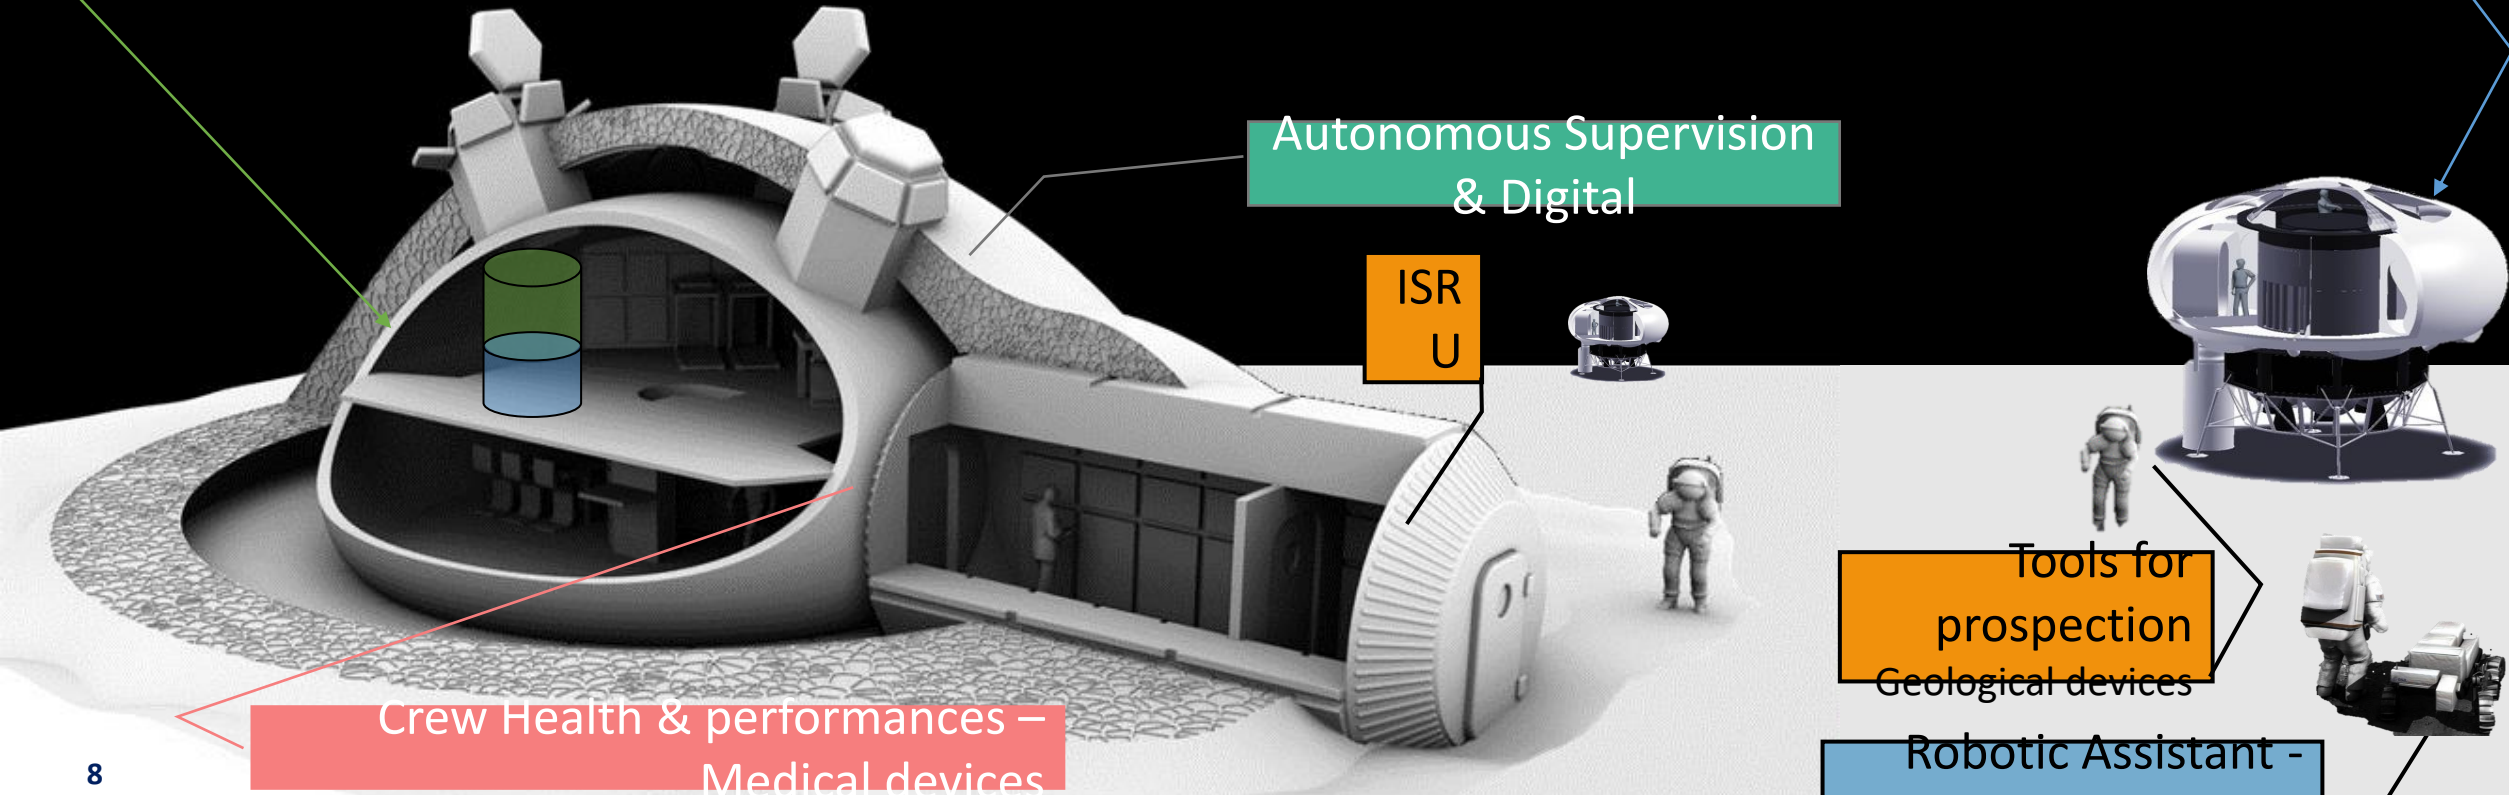 Autonomous Supervision
& Digital
ISR
U
Tools for
prospection
Geological devices
Crew Health & performances –
Medical devices
Robotic Assistant -
8